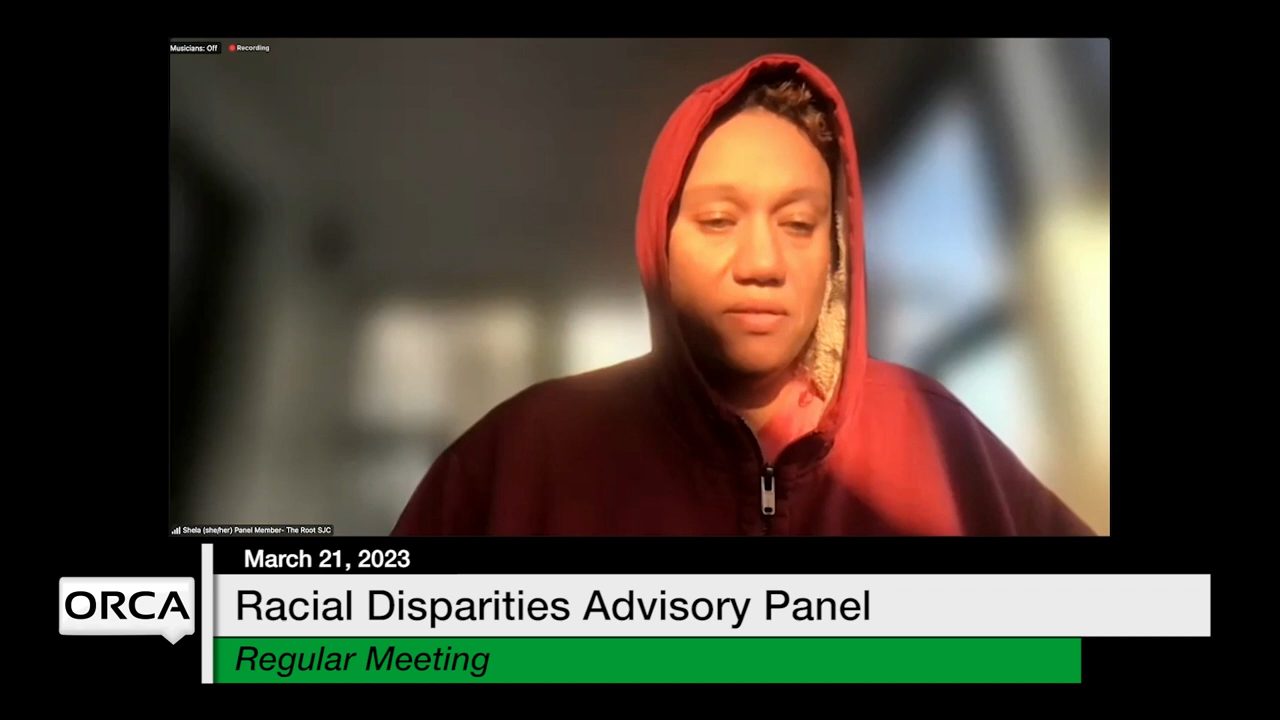 Musicians: Off Recording
Shela (she/her) Panel Member- The Root SJC
March 21, 2023
ORCA
Racial Disparities Advisory Panel
Regular Meeting